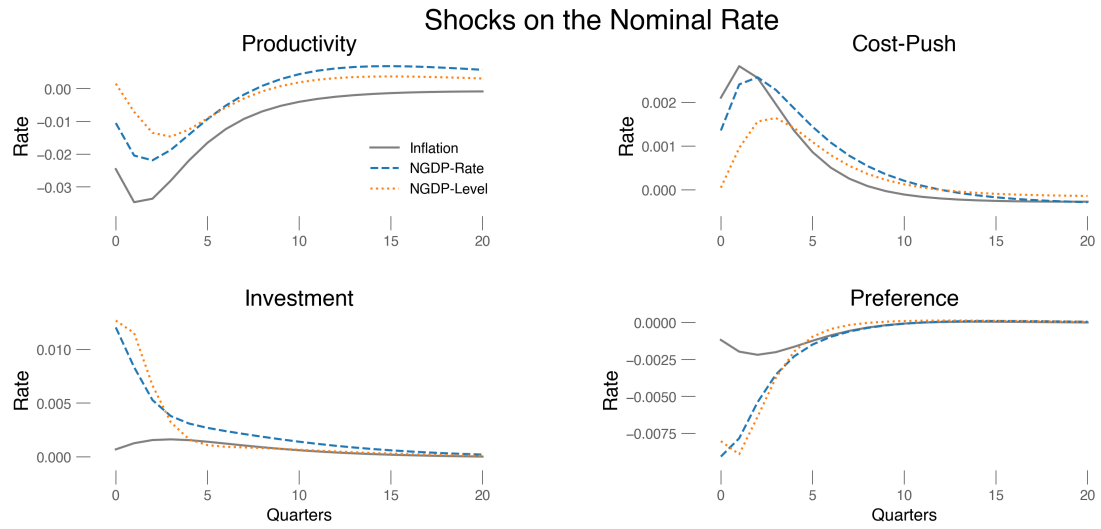 Shocks on the Nominal Rate
Productivity
Rate
0.00
−0.01
−0.02
−0.03
Inflation
NGDP-Rate
NGDP-Level
0 5 10 15 20
Cost-Push
Rate
0.002
0.001
0.000
0 5 10 15 20
Investment
Rate
0.010
0.005
0.000
0 5 10 15 20
Quarters
Preference
Rate
0.0000
−0.0025
−0.0050
−0.0075
0 5 10 15 20
Quarters